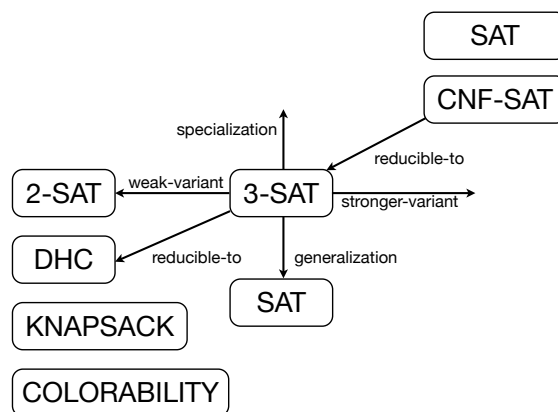 SAT
CNF-SAT
specialization
reducible-to
2-SAT
weak-variant
3-SAT
stronger-variant
DHC
reducible-to
generalization
SAT
KNAPSACK
COLORABILITY